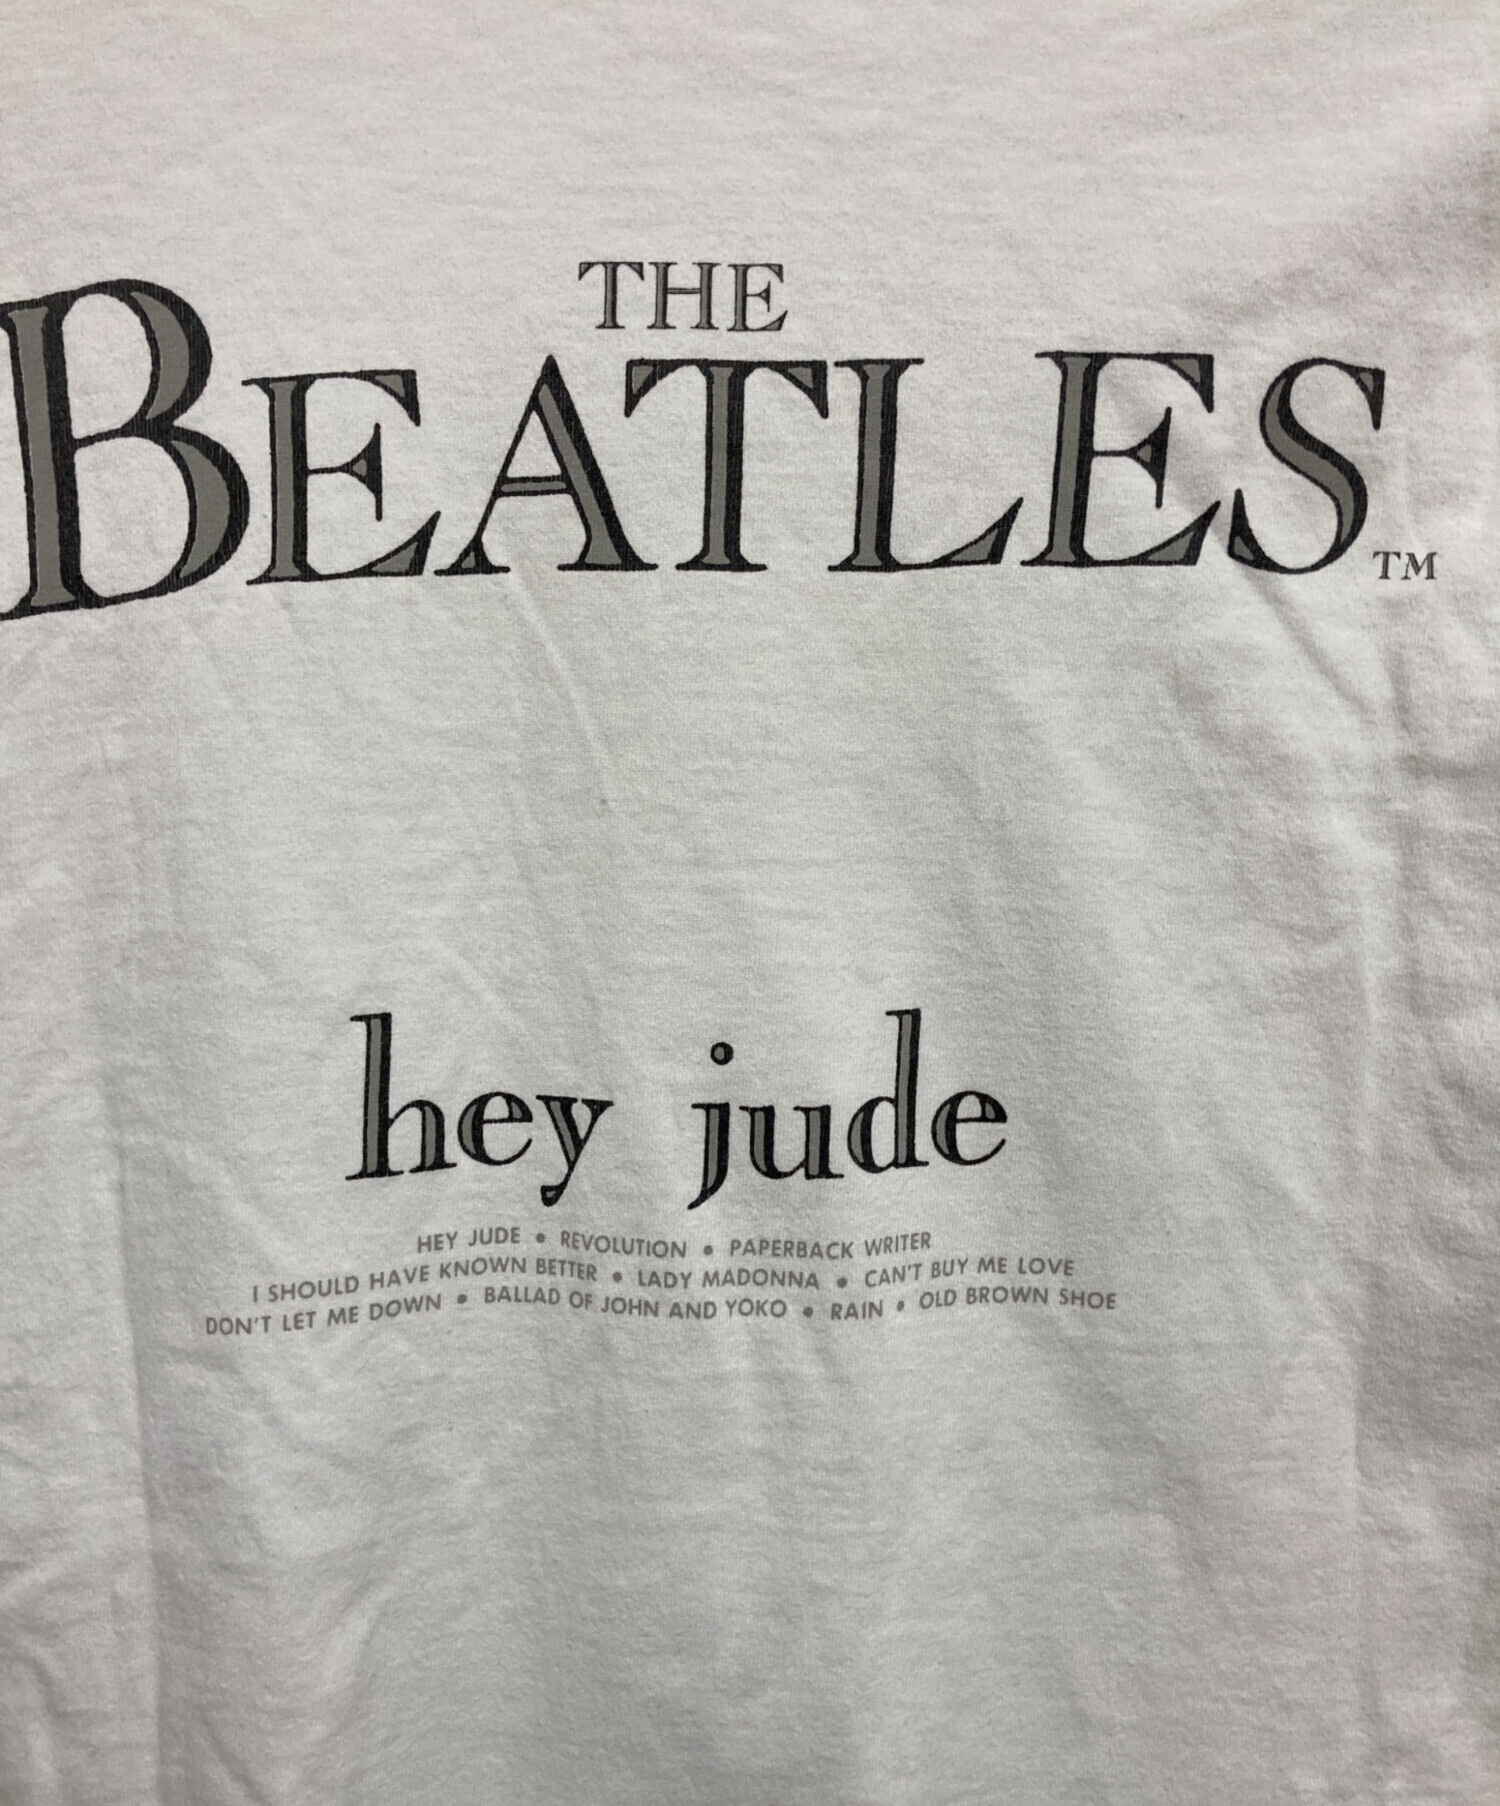 THE
BEATLES TM
hey jude
HEY JUDE • REVOLUTION • PAPERBACK WRITER
I SHOULD HAVE KNOWN BETTER • LADY MADONNA • CAN'T BUY ME LOVE
DON'T LET ME DOWN • BALLAD OF JOHN AND YOKO • RAIN • OLD BROWN SHOE